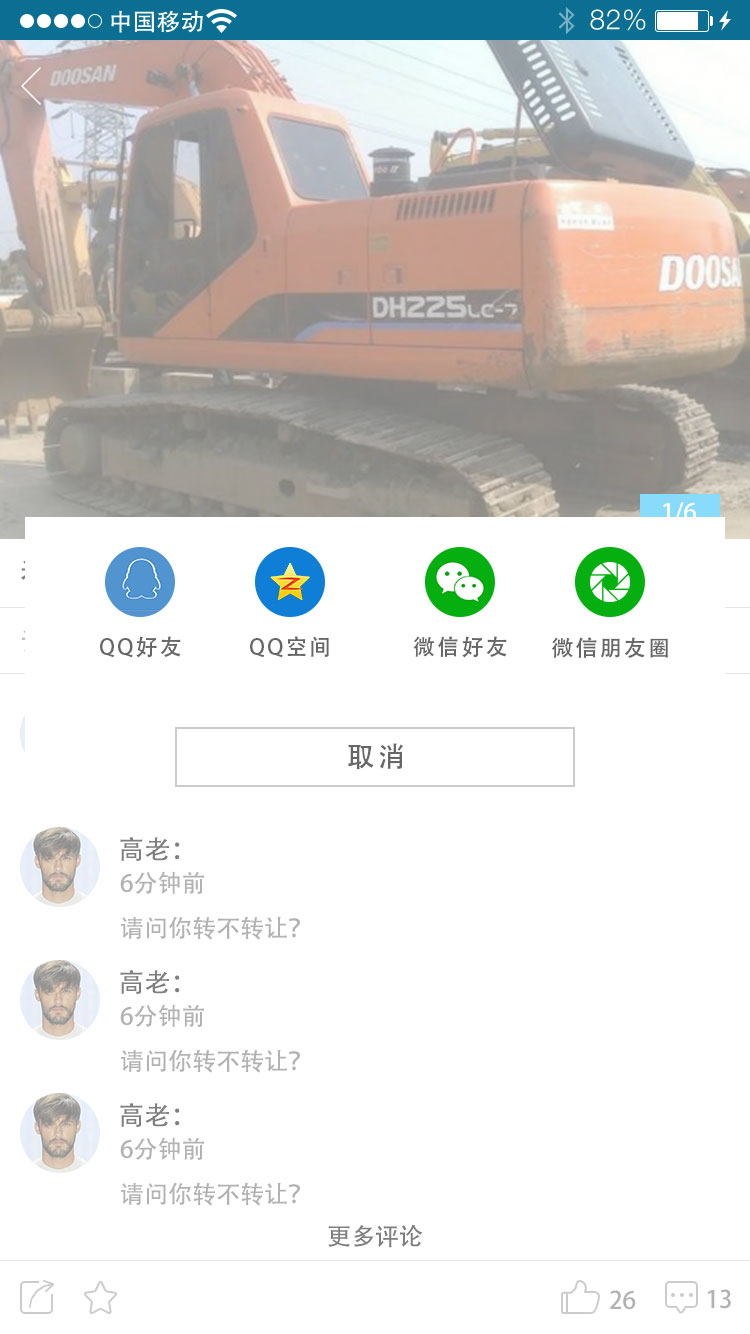 中国移动
82%
DOOSAN
DH225LC-7
DOOSA
1/6
QQ好友
QQ空间
微信好友
微信朋友圈
取消
高老：
6分钟前
请问你转不转让？
高老：
6分钟前
请问你转不转让？
高老：
6分钟前
请问你转不转让？
更多评论
26
13